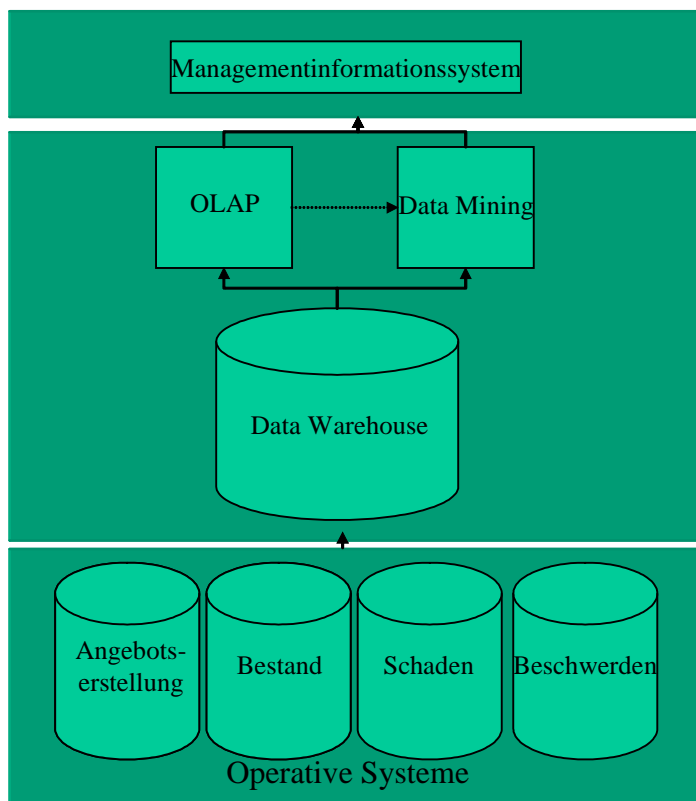 Managementinformationssystem
OLAP
Data Mining
Data Warehouse
Angebots-
erstellung
Bestand
Schaden
Beschwerden
Operative Systeme